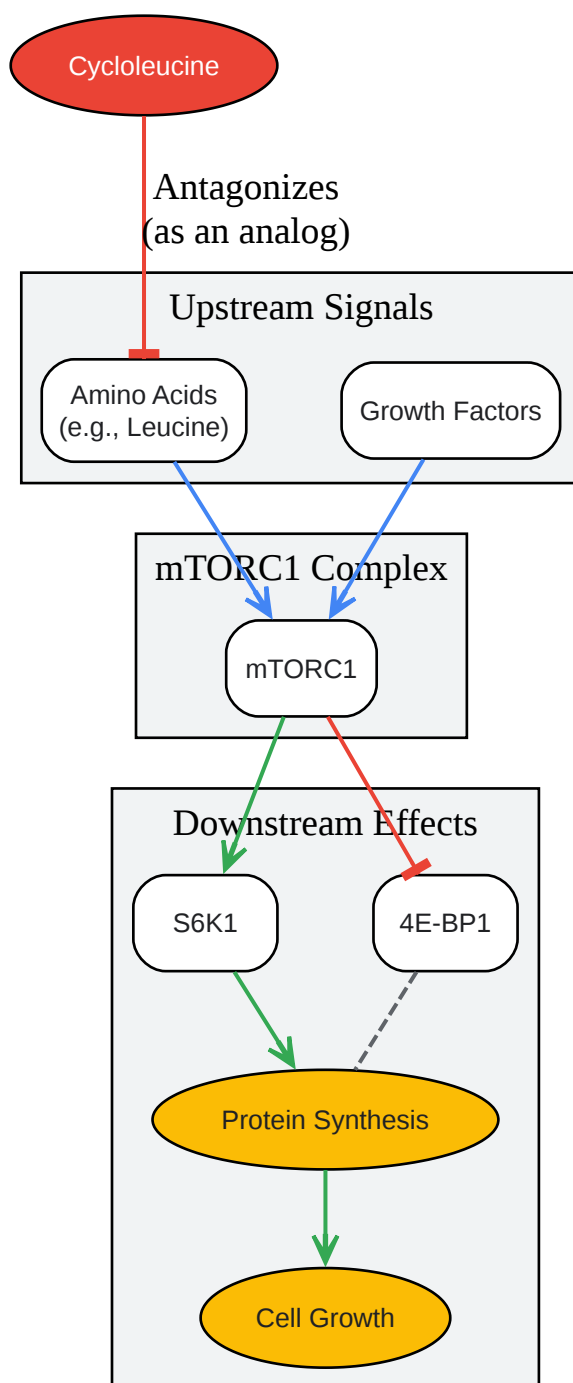 Cycloleucine
Antagonizes
(as an analog)
Upstream Signals
Amino Acids
(e.g., Leucine)
Growth Factors
mTORC1 Complex
mTORC1
Downstream Effects
S6K1
4E-BP1
Protein Synthesis
Cell Growth